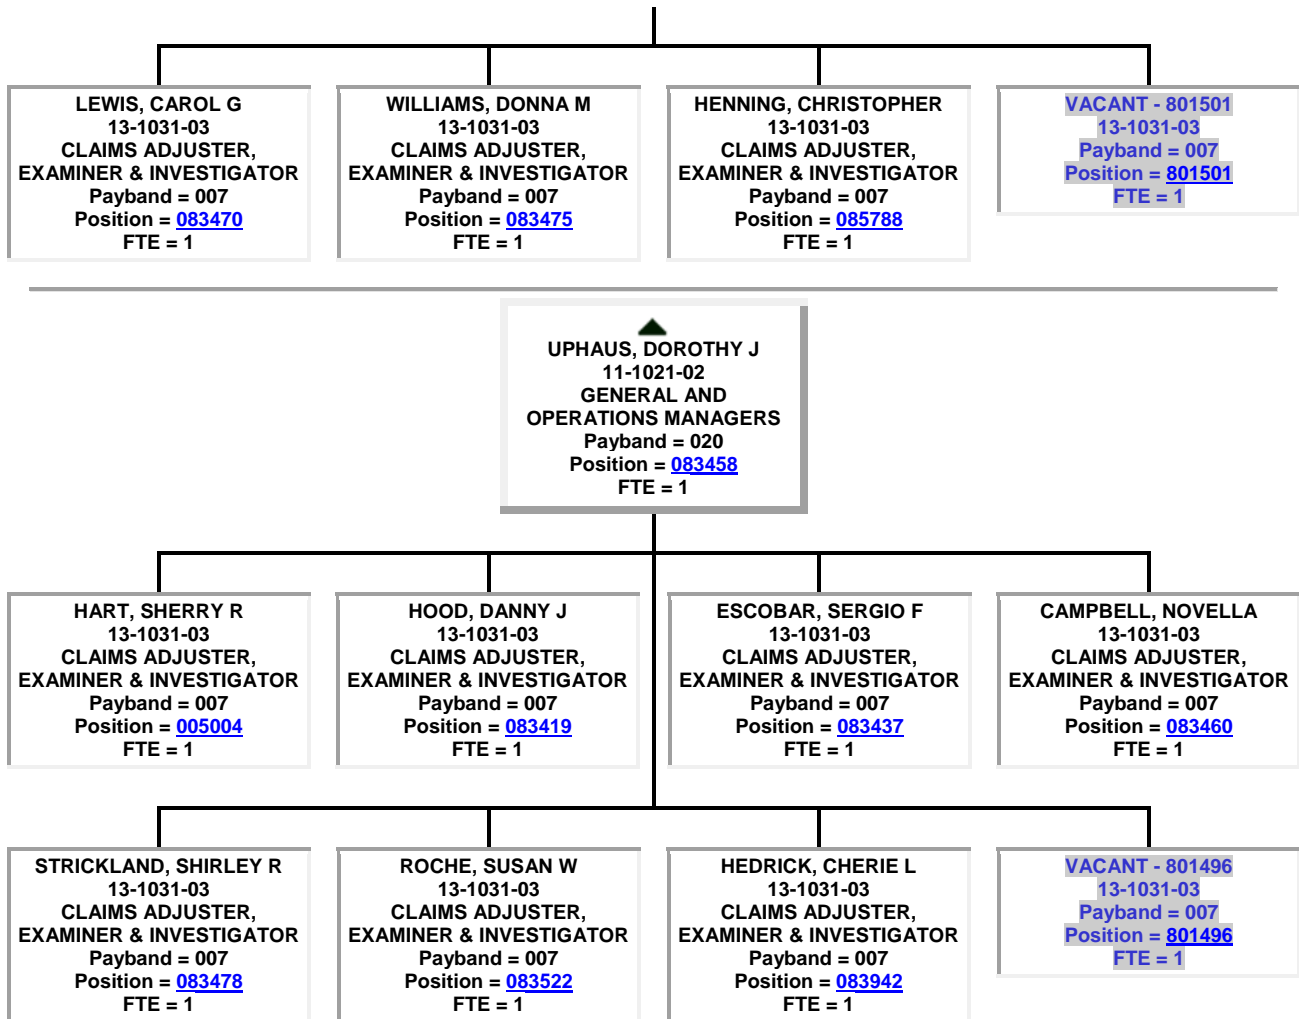 LEWIS, CAROL G
13-1031-03
CLAIMS ADJUSTER,
EXAMINER & INVESTIGATOR
Payband = 007
Position = 083470
FTE = 1
WILLIAMS, DONNA M
13-1031-03
CLAIMS ADJUSTER,
EXAMINER & INVESTIGATOR
Payband = 007
Position = 083475
FTE = 1
HENNING, CHRISTOPHER
13-1031-03
CLAIMS ADJUSTER,
EXAMINER & INVESTIGATOR
Payband = 007
Position = 085788
FTE = 1
VACANT - 801501
13-1031-03
Payband = 007
Position = 801501
FTE = 1
UPHAUS, DOROTHY J
11-1021-02
GENERAL AND
OPERATIONS MANAGERS
Payband = 020
Position = 083458
FTE = 1
HART, SHERRY R
13-1031-03
CLAIMS ADJUSTER,
EXAMINER & INVESTIGATOR
Payband = 007
Position = 005004
FTE = 1
HOOD, DANNY J
13-1031-03
CLAIMS ADJUSTER,
EXAMINER & INVESTIGATOR
Payband = 007
Position = 083419
FTE = 1
ESCOBAR, SERGIO F
13-1031-03
CLAIMS ADJUSTER,
EXAMINER & INVESTIGATOR
Payband = 007
Position = 083437
FTE = 1
CAMPBELL, NOVELLA
13-1031-03
CLAIMS ADJUSTER,
EXAMINER & INVESTIGATOR
Payband = 007
Position = 083460
FTE = 1
STRICKLAND, SHIRLEY R
13-1031-03
CLAIMS ADJUSTER,
EXAMINER & INVESTIGATOR
Payband = 007
Position = 083478
FTE = 1
ROCHE, SUSAN W
13-1031-03
CLAIMS ADJUSTER,
EXAMINER & INVESTIGATOR
Payband = 007
Position = 083522
FTE = 1
HEDRICK, CHERIE L
13-1031-03
CLAIMS ADJUSTER,
EXAMINER & INVESTIGATOR
Payband = 007
Position = 083942
FTE = 1
VACANT - 801496
13-1031-03
Payband = 007
Position = 801496
FTE = 1